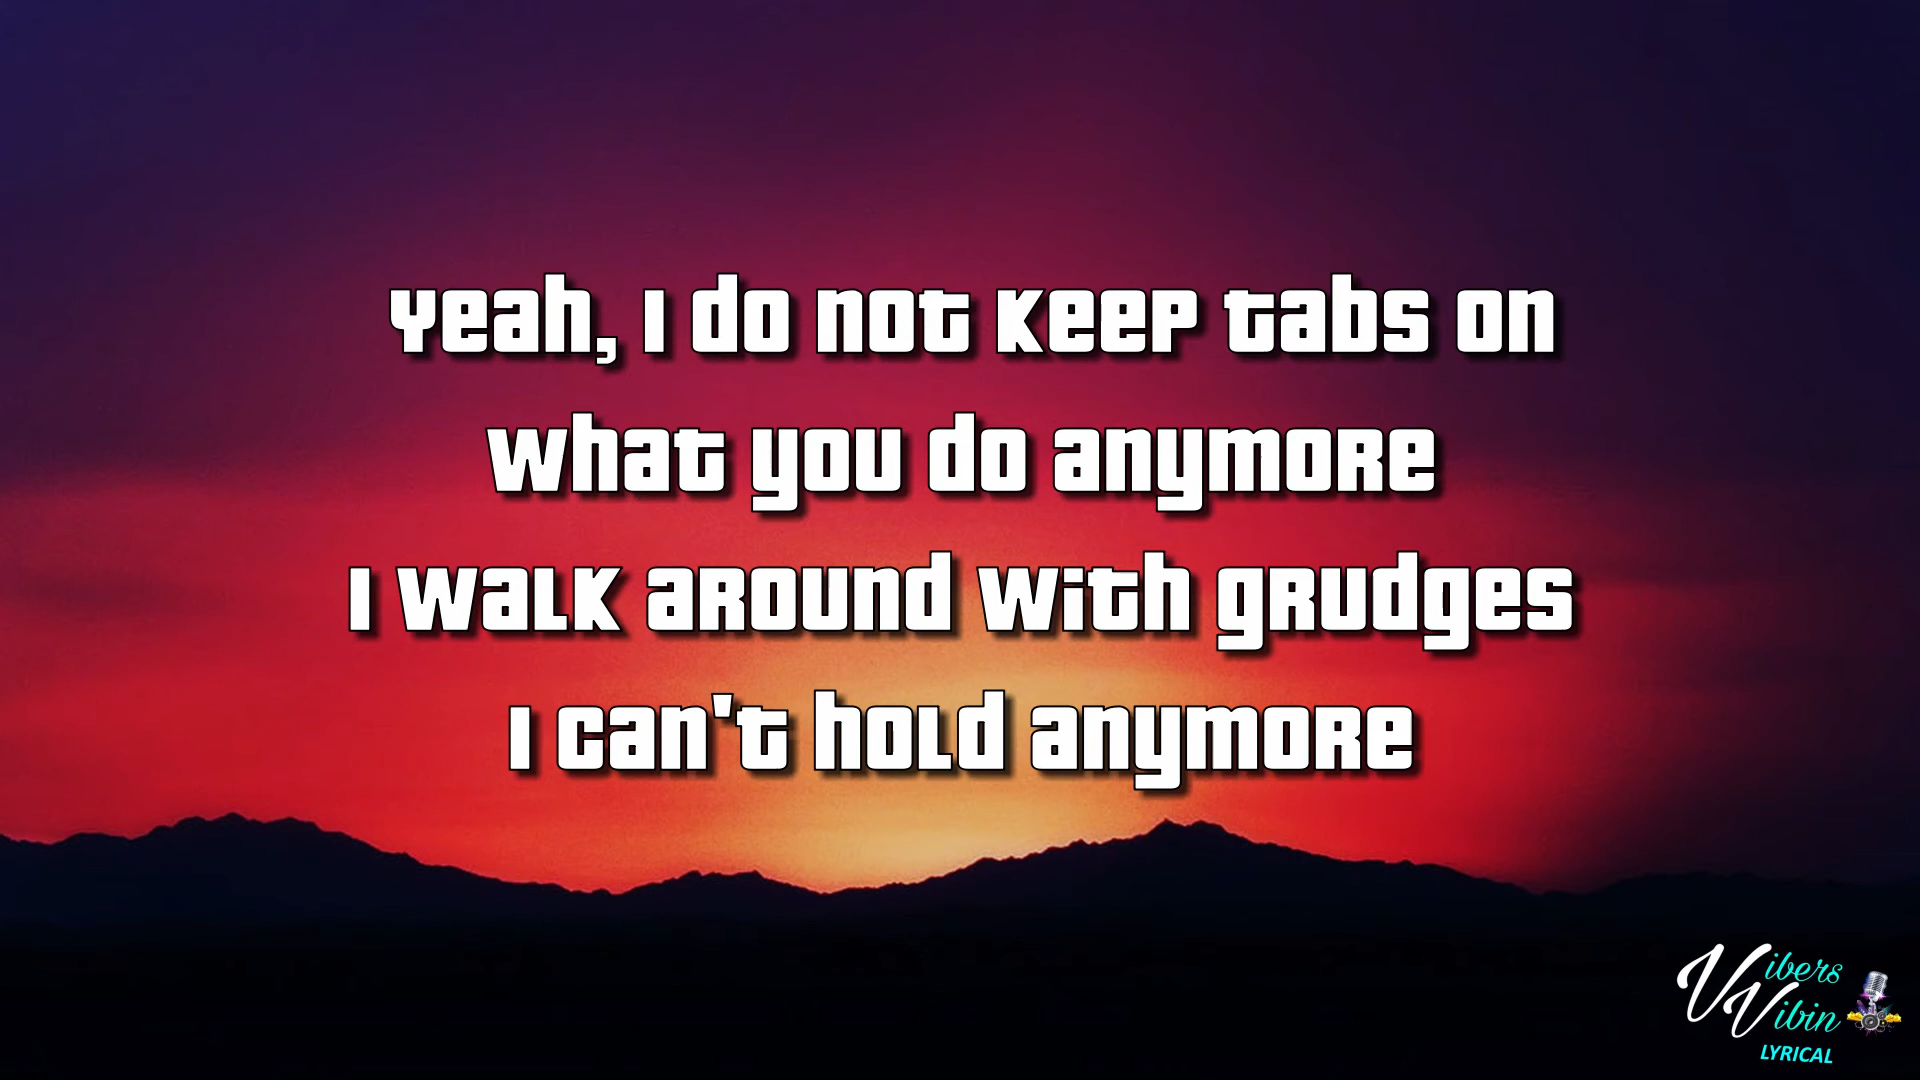 Yeah, I do not keep tabs on
what you do anymore
I walk around with grudges
I can't hold anymore
Vibers
Vibin
LYRICAL